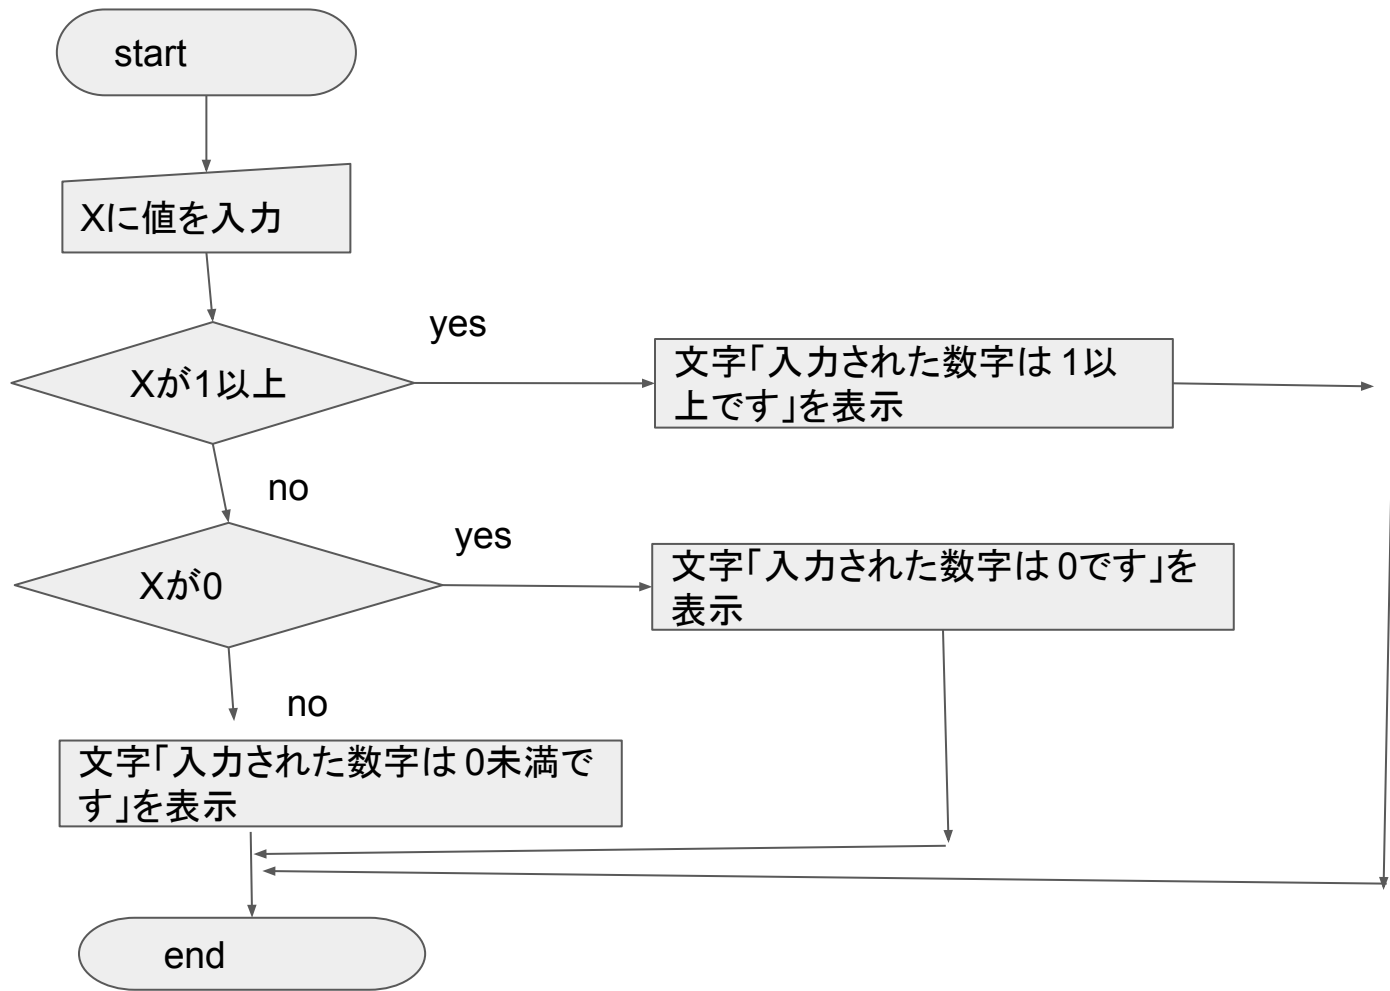 start
Xに値を入力
yes
Xが1以上
文字「入力された数字は 1以
上です」を表示
no
yes
Xが0
文字「入力された数字は 0です」を
表示
no
文字「入力された数字は 0未満で
す」を表示
end